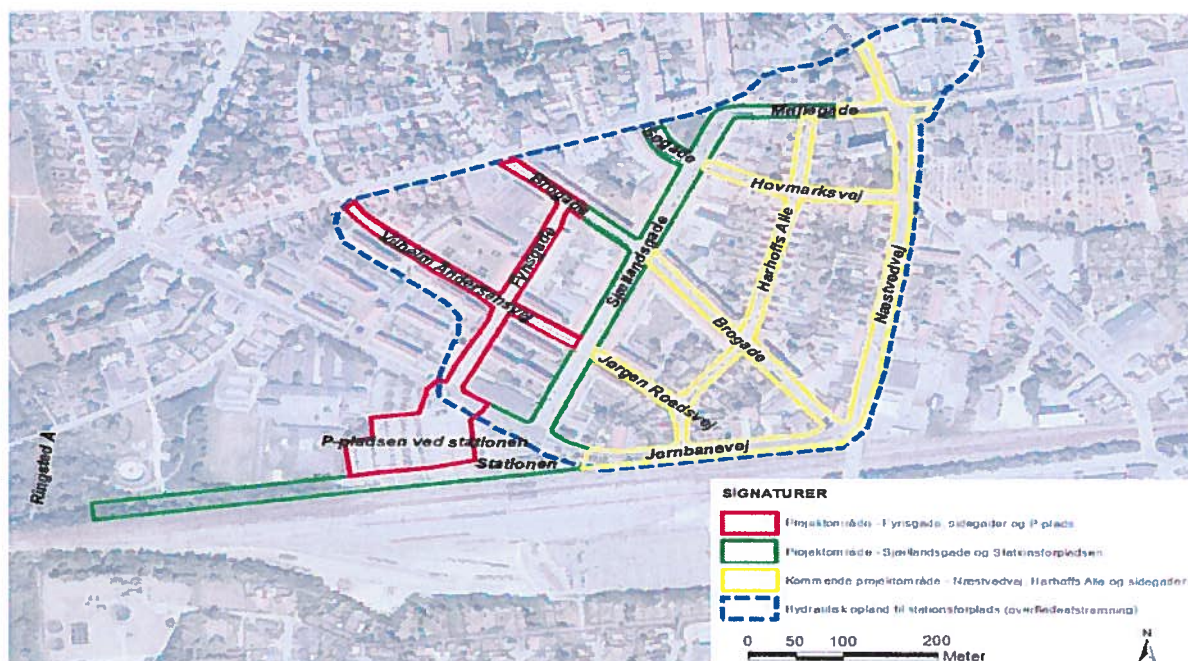 Møllegade
Søgade
Hovmarksvej
Brogade
Harhoffs Alle
Vilhelm Andersensvej
Fyrisgade
Sjællandsgade
Næstvedvej
Brogade
Jørgen Roedsvej
P-pladsen ved stationen
Jernbanevej
Stationen
Ringsted Å
SIGNATURER
Projektområde - Fyrisgade, sidegader og P-plads
Projektområde - Sjællandsgade og Stationsforpladsen
Kommende projektområde - Næstvedvej, Harhoffs Alle og sidegader
Hydraulisk opland til stationsforplads (overfladeafstrømning)
0 50 100 200
Meter
N